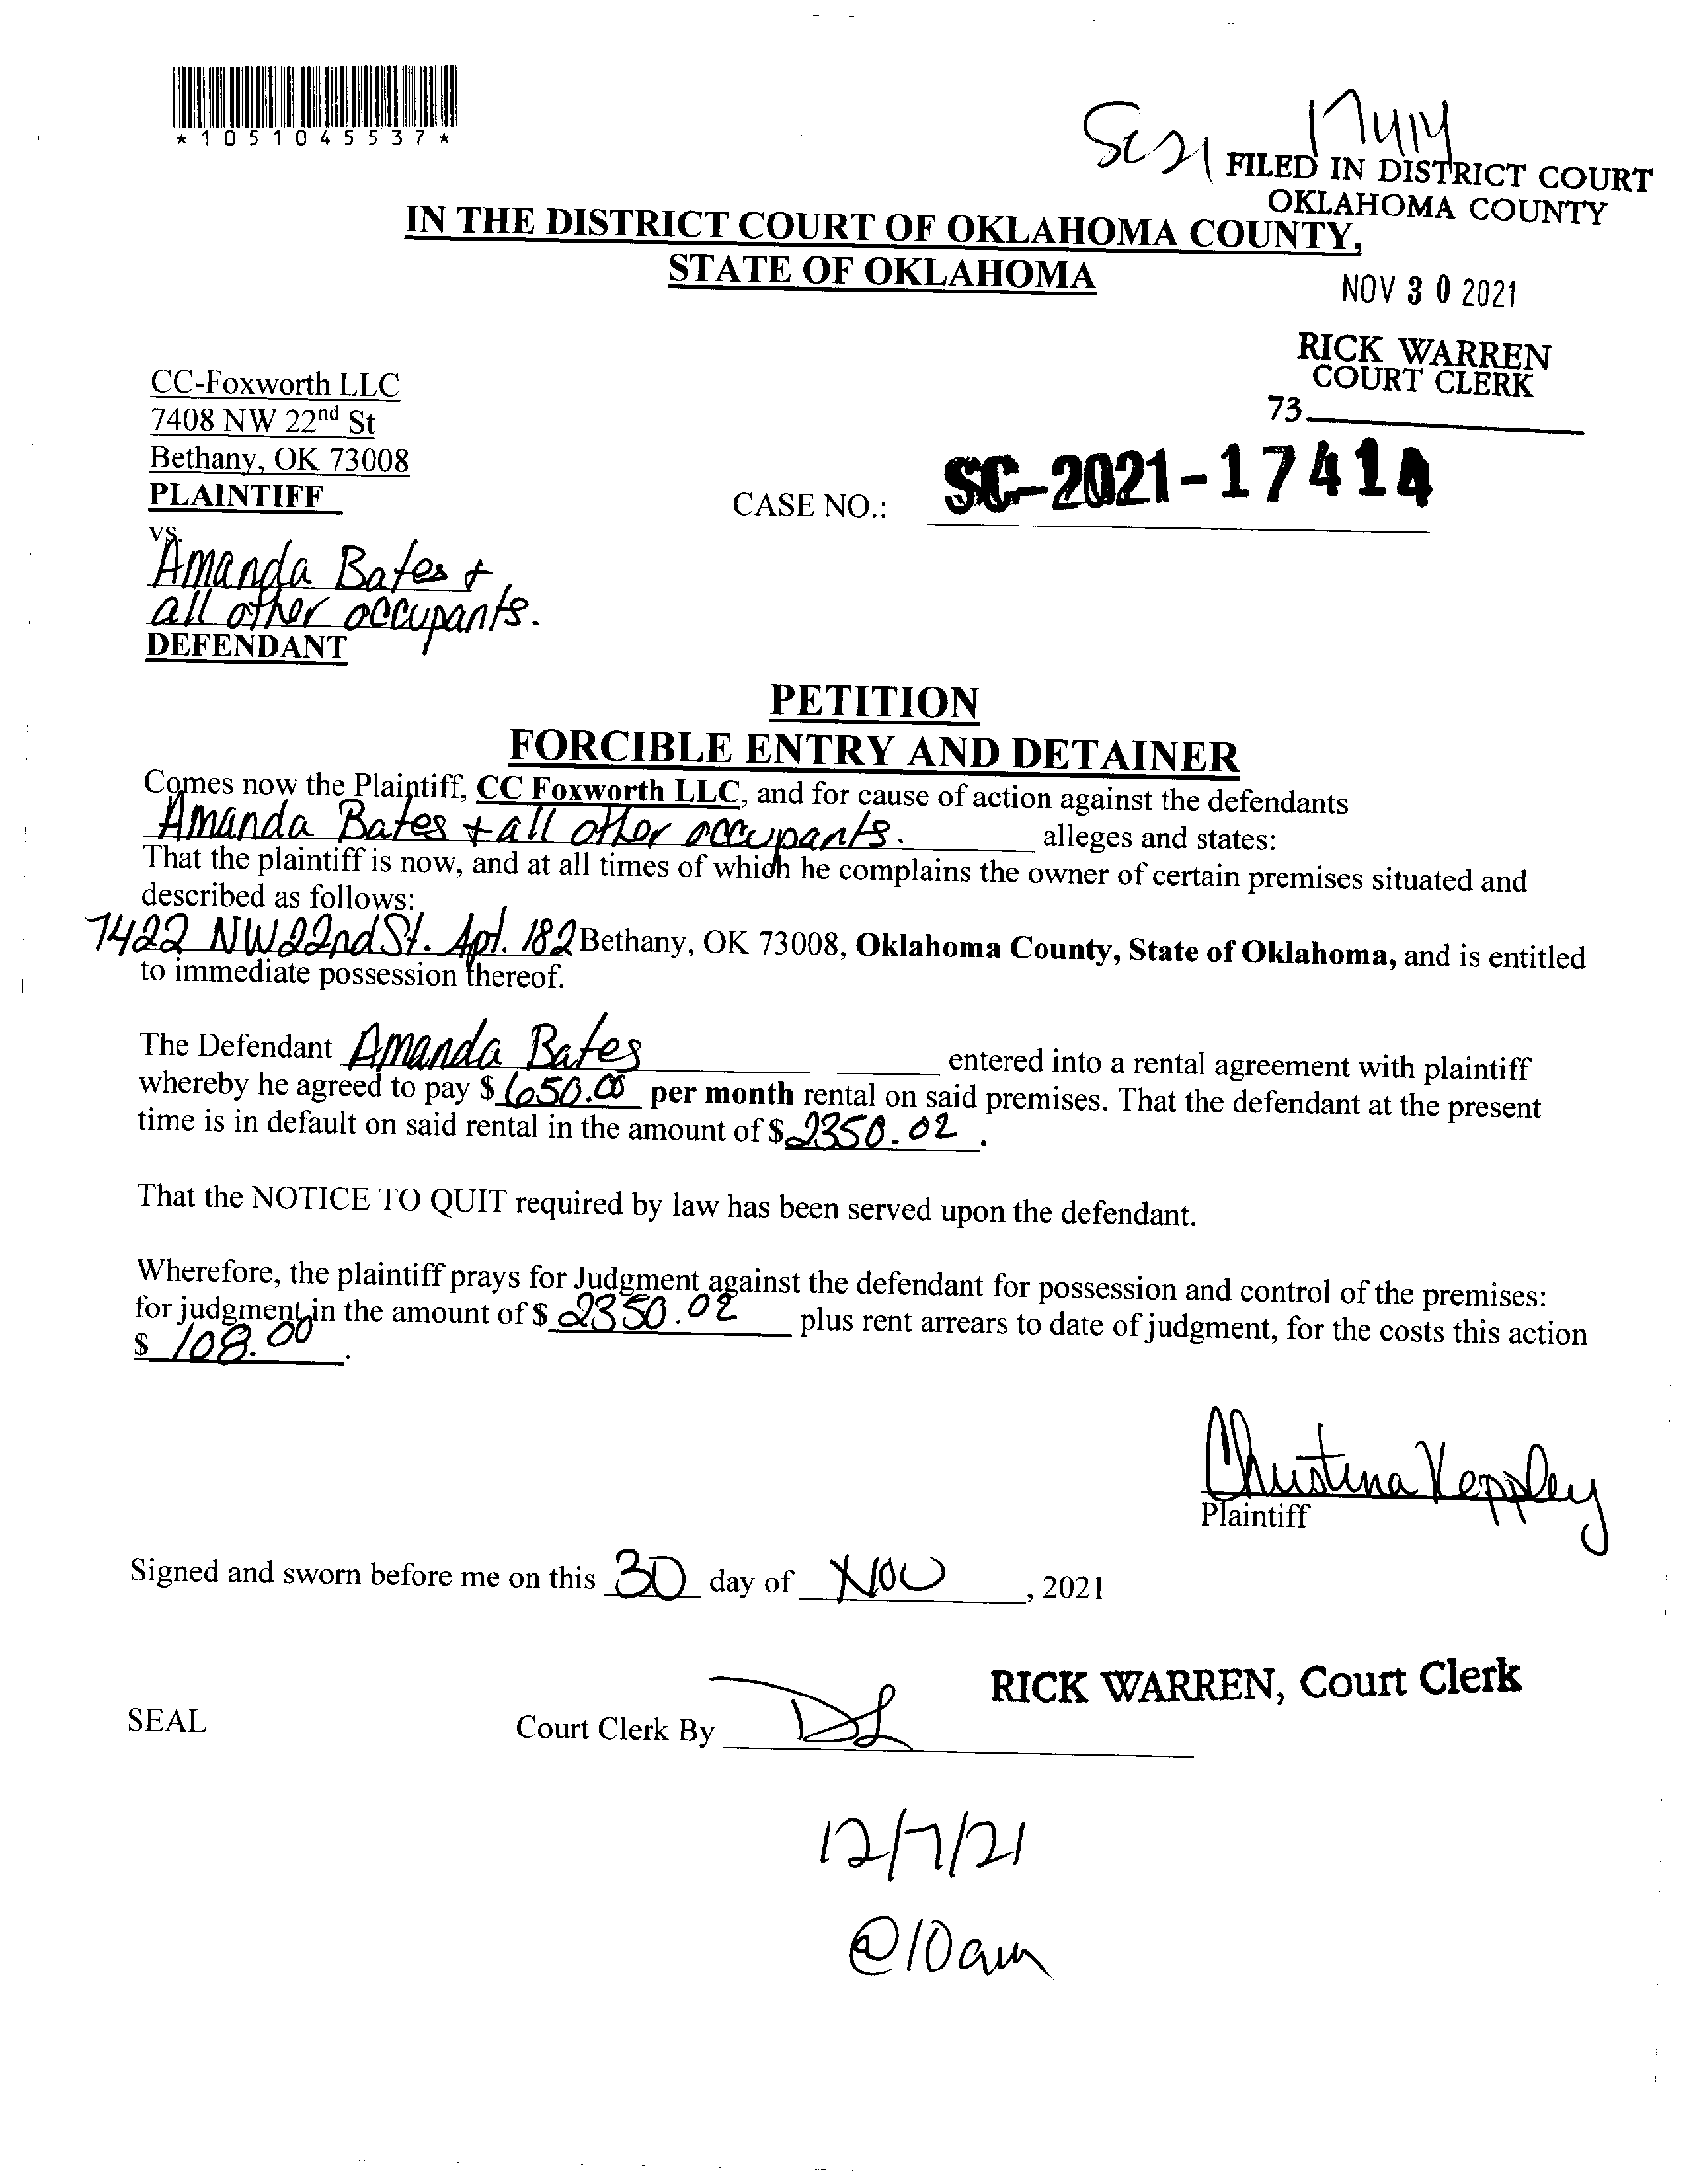 *1051045537*
SC21 17414
FILED IN DISTRICT COURT
OKLAHOMA COUNTY
IN THE DISTRICT COURT OF OKLAHOMA COUNTY,
STATE OF OKLAHOMA
NOV 30 2021
RICK WARREN
COURT CLERK
73
CC-Foxworth LLC
7408 NW 22nd St
Bethany, OK 73008
PLAINTIFF
CASE NO.: SC-2021-17414
vs.
Amanda Bates +
all other occupants.
DEFENDANT
PETITION
FORCIBLE ENTRY AND DETAINER
Comes now the Plaintiff, CC Foxworth LLC, and for cause of action against the defendants
Amanda Bates + all other occupants. alleges and states:
That the plaintiff is now, and at all times of which he complains the owner of certain premises situated and
described as follows:
7422 NW 22nd St. Apt. 182 Bethany, OK 73008, Oklahoma County, State of Oklahoma, and is entitled
to immediate possession thereof.
The Defendant Amanda Bates entered into a rental agreement with plaintiff
whereby he agreed to pay $ 650.00 per month rental on said premises. That the defendant at the present
time is in default on said rental in the amount of $ 2350.02.
That the NOTICE TO QUIT required by law has been served upon the defendant.
Wherefore, the plaintiff prays for Judgment against the defendant for possession and control of the premises:
for judgment in the amount of $ 2350.02 plus rent arrears to date of judgment, for the costs this action
$ 108.00.
Christina Keppley
Plaintiff
Signed and sworn before me on this 30 day of Nov, 2021
RICK WARREN, Court Clerk
SEAL
Court Clerk By DL
12/7/21
@10am